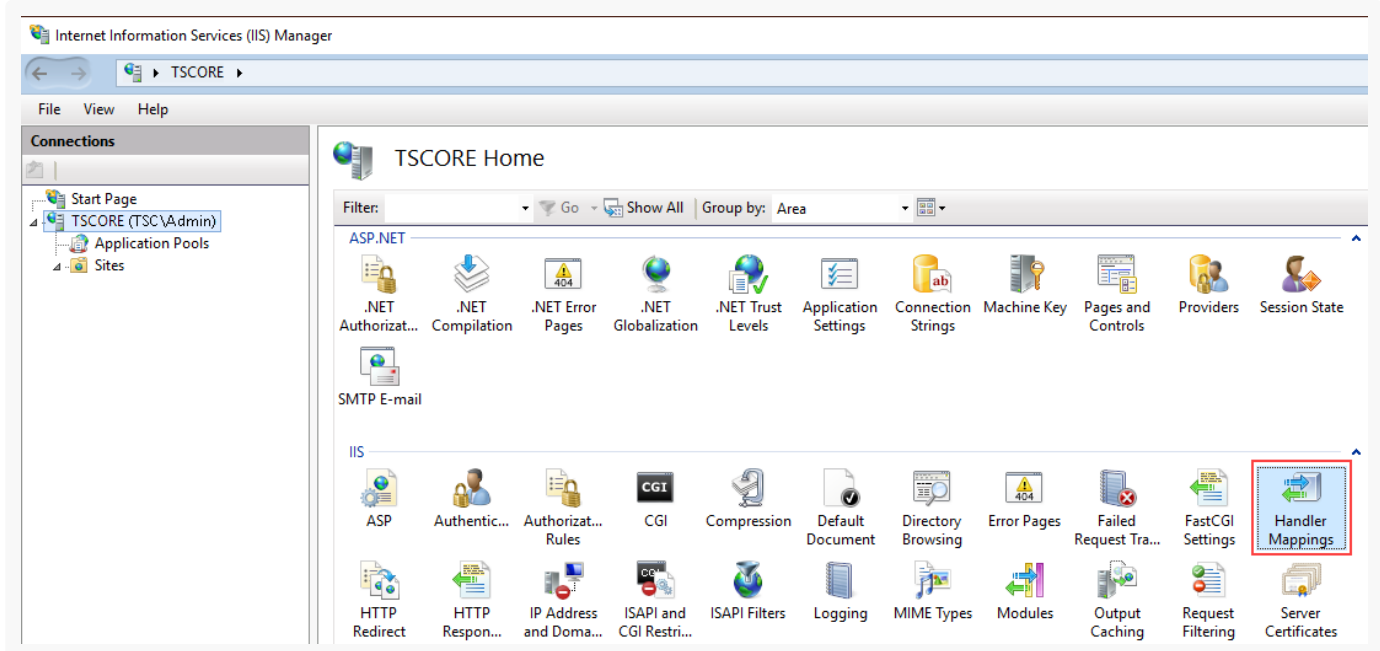 Internet Information Services (IIS) Manager
TSCORE
File View Help
Connections
Start Page
TSCORE (TSC\Admin)
Application Pools
Sites
TSCORE Home
Filter: Go Show All Group by: Area
ASP.NET
.NET Authorizat...
.NET Compilation
.NET Error Pages
.NET Globalization
.NET Trust Levels
Application Settings
Connection Strings
Machine Key
Pages and Controls
Providers
Session State
SMTP E-mail
IIS
ASP
Authentic...
Authorizat... Rules
CGI
Compression
Default Document
Directory Browsing
Error Pages
Failed Request Tra...
FastCGI Settings
Handler Mappings
HTTP Redirect
HTTP Respon...
IP Address and Doma...
ISAPI and CGI Restri...
ISAPI Filters
Logging
MIME Types
Modules
Output Caching
Request Filtering
Server Certificates
404
ab
CGI
404